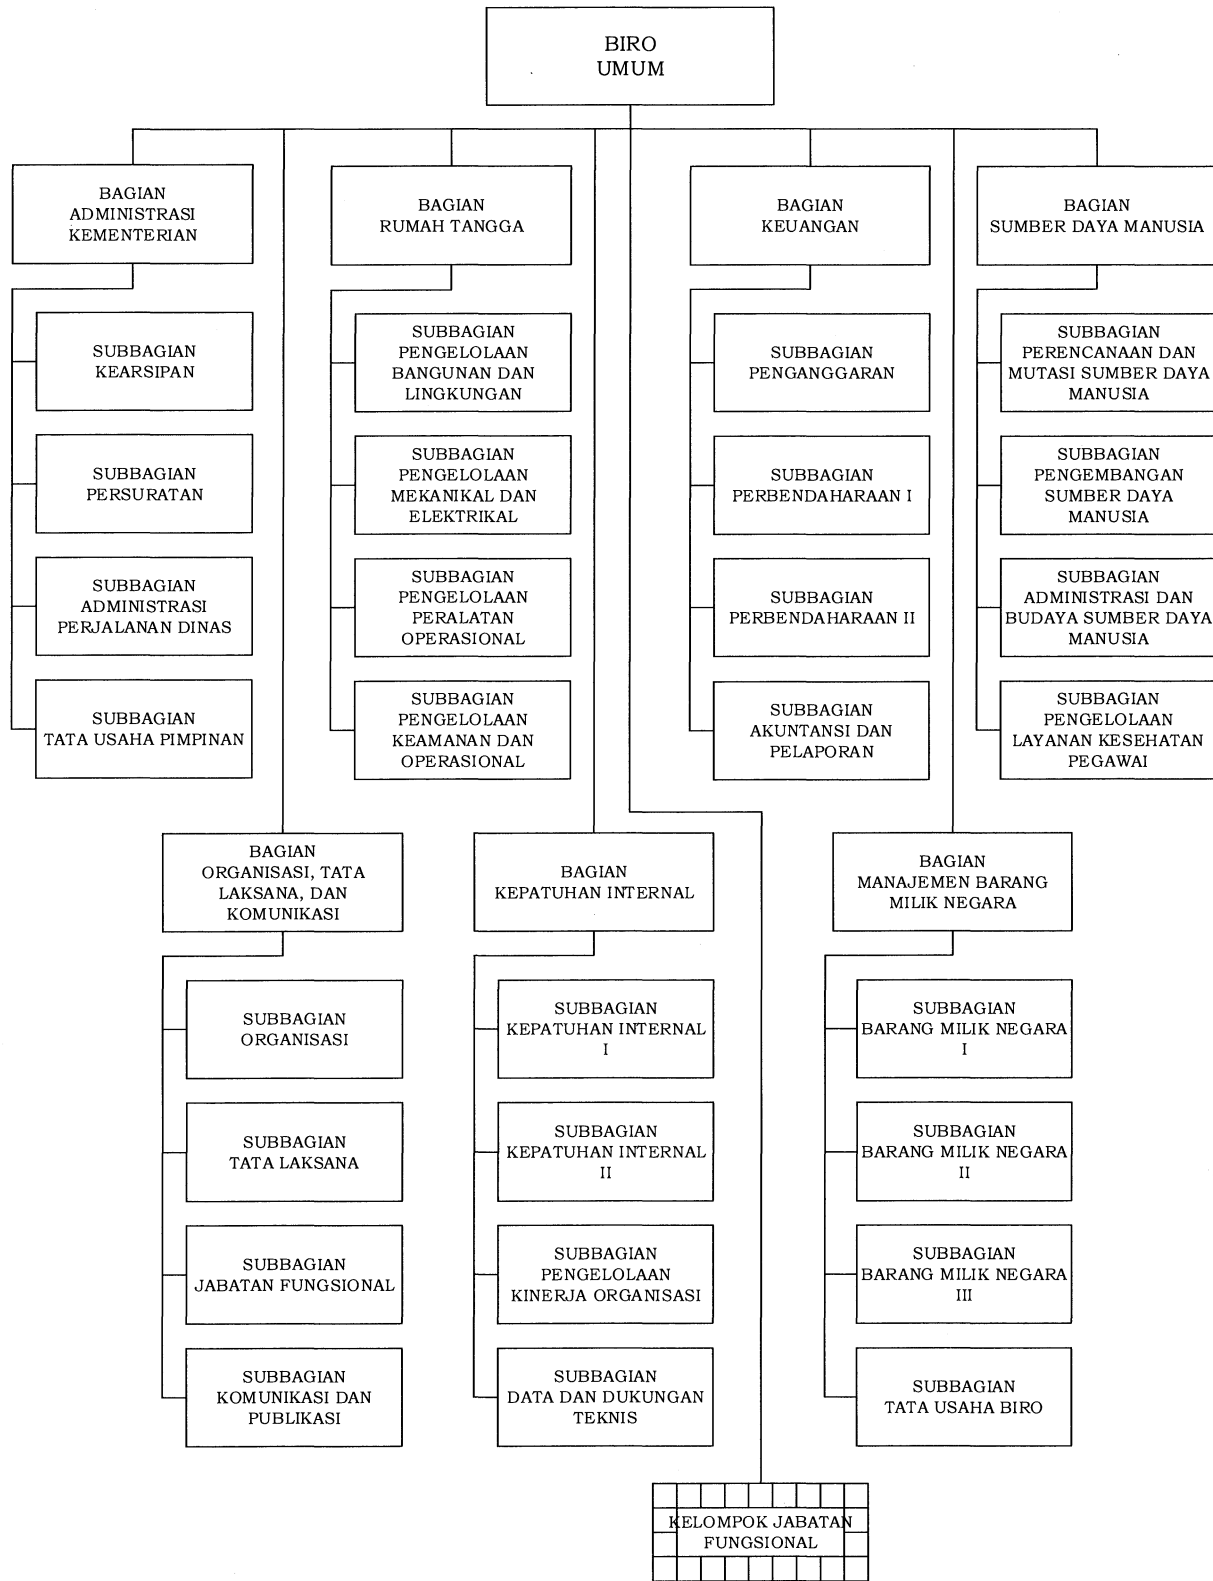 BIRO
UMUM
BAGIAN
ADMINISTRASI
KEMENTERIAN
SUBBAGIAN
KEARSIPAN
SUBBAGIAN
PERSURATAN
SUBBAGIAN
ADMINISTRASI
PERJALANAN DINAS
SUBBAGIAN
TATA USAHA PIMPINAN
BAGIAN
RUMAH TANGGA
SUBBAGIAN
PENGELOLAAN
BANGUNAN DAN
LINGKUNGAN
SUBBAGIAN
PENGELOLAAN
MEKANIKAL DAN
ELEKTRIKAL
SUBBAGIAN
PENGELOLAAN
PERALATAN
OPERASIONAL
SUBBAGIAN
PENGELOLAAN
KEAMANAN DAN
OPERASIONAL
BAGIAN
KEUANGAN
SUBBAGIAN
PENGANGGARAN
SUBBAGIAN
PERBENDAHARAAN I
SUBBAGIAN
PERBENDAHARAAN II
SUBBAGIAN
AKUNTANSI DAN
PELAPORAN
BAGIAN
SUMBER DAYA MANUSIA
SUBBAGIAN
PERENCANAAN DAN
MUTASI SUMBER DAYA
MANUSIA
SUBBAGIAN
PENGEMBANGAN
SUMBER DAYA
MANUSIA
SUBBAGIAN
ADMINISTRASI DAN
BUDAYA SUMBER DAYA
MANUSIA
SUBBAGIAN
PENGELOLAAN
LAYANAN KESEHATAN
PEGAWAI
BAGIAN
ORGANISASI, TATA
LAKSANA, DAN
KOMUNIKASI
SUBBAGIAN
ORGANISASI
SUBBAGIAN
TATA LAKSANA
SUBBAGIAN
JABATAN FUNGSIONAL
SUBBAGIAN
KOMUNIKASI DAN
PUBLIKASI
BAGIAN
KEPATUHAN INTERNAL
SUBBAGIAN
KEPATUHAN INTERNAL
I
SUBBAGIAN
KEPATUHAN INTERNAL
II
SUBBAGIAN
PENGELOLAAN
KINERJA ORGANISASI
SUBBAGIAN
DATA DAN DUKUNGAN
TEKNIS
BAGIAN
MANAJEMEN BARANG
MILIK NEGARA
SUBBAGIAN
BARANG MILIK NEGARA
I
SUBBAGIAN
BARANG MILIK NEGARA
II
SUBBAGIAN
BARANG MILIK NEGARA
III
SUBBAGIAN
TATA USAHA BIRO
KELOMPOK JABATAN
FUNGSIONAL